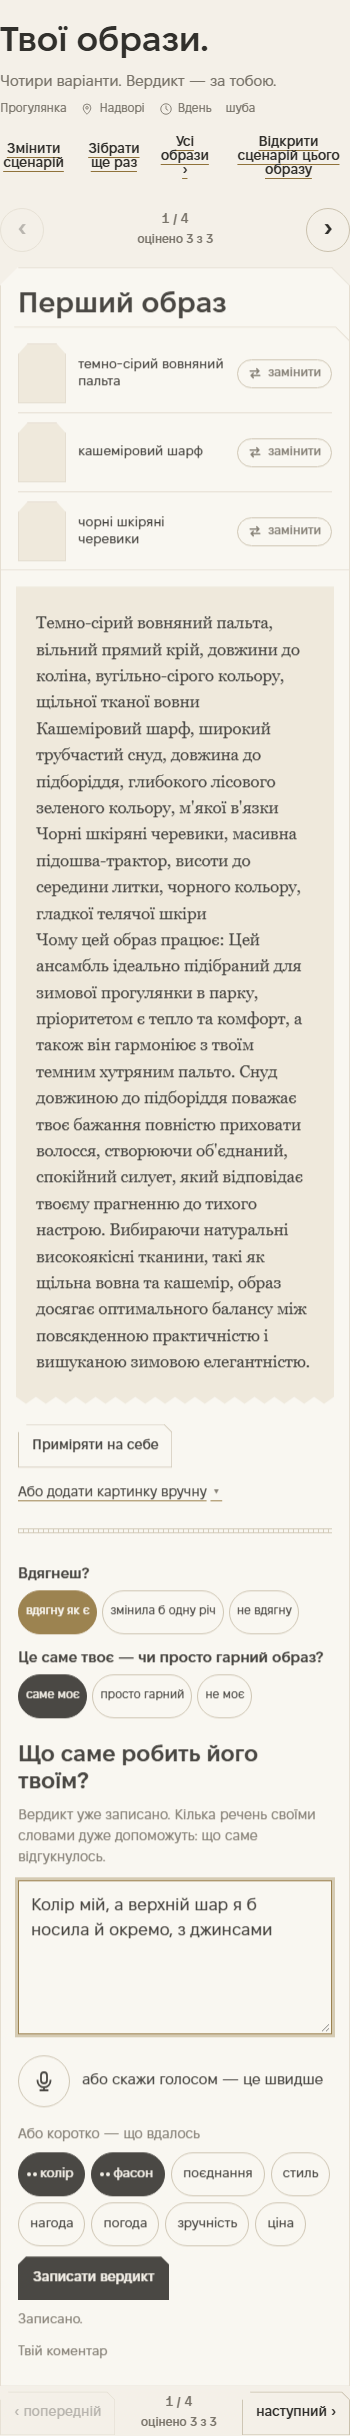 Твої образи.
Чотири варіанти. Вердикт — за тобою.
Прогулянка Надворі Вдень шуба
Змінити сценарій
Зібрати ще раз
Усі образи ›
Відкрити сценарій цього образу
‹
1 / 4
оцінено 3 з 3
›
Перший образ
темно-сірий вовняний
пальта
замінити
кашеміровий шарф
замінити
чорні шкіряні
черевики
замінити
Темно-сірий вовняний пальта,
вільний прямий крій, довжини до
коліна, вугільно-сірого кольору,
щільної тканої вовни
Кашеміровий шарф, широкий
трубчастий снуд, довжина до
підборіддя, глибокого лісового
зеленого кольору, м'якої в'язки
Чорні шкіряні черевики, масивна
підошва-трактор, висоти до
середини литки, чорного кольору,
гладкої телячої шкіри
Чому цей образ працює: Цей
ансамбль ідеально підібраний для
зимової прогулянки в парку,
пріоритетом є тепло та комфорт, а
також він гармоніює з твоїм
темним хутряним пальто. Снуд
довжиною до підборіддя поважає
твоє бажання повністю приховати
волосся, створюючи об'єднаний,
спокійний силует, який відповідає
твоєму прагненню до тихого
настрою. Вибираючи натуральні
високоякісні тканини, такі як
щільна вовна та кашемір, образ
досягає оптимального балансу між
повсякденною практичністю і
вишуканою зимовою елегантністю.
Приміряти на себе
Або додати картинку вручну ▾
Вдягнеш?
вдягну як є
змінила б одну річ
не вдягну
Це саме твоє — чи просто гарний образ?
саме моє
просто гарний
не моє
Що саме робить його
твоїм?
Вердикт уже записано. Кілька речень своїми
словами дуже допоможуть: що саме
відгукнулось.
Колір мій, а верхній шар я б
носила й окремо, з джинсами
або скажи голосом — це швидше
Або коротко — що вдалось
•• колір
•• фасон
поєднання
стиль
нагода
погода
зручність
ціна
Записати вердикт
Записано.
Твій коментар
‹ попередній
1 / 4
оцінено 3 з 3
наступний ›